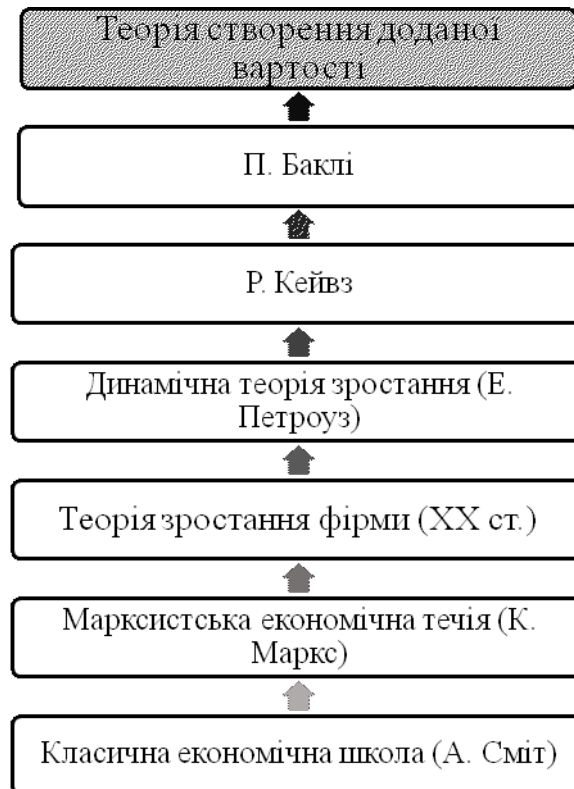 Теорія створення доданої
вартості
П. Баклі
Р. Кейвз
Динамічна теорія зростання (Е.
Петроуз)
Теорія зростання фірми (ХХ ст.)
Марксистська економічна течія (К.
Маркс)
Класична економічна школа (А. Сміт)